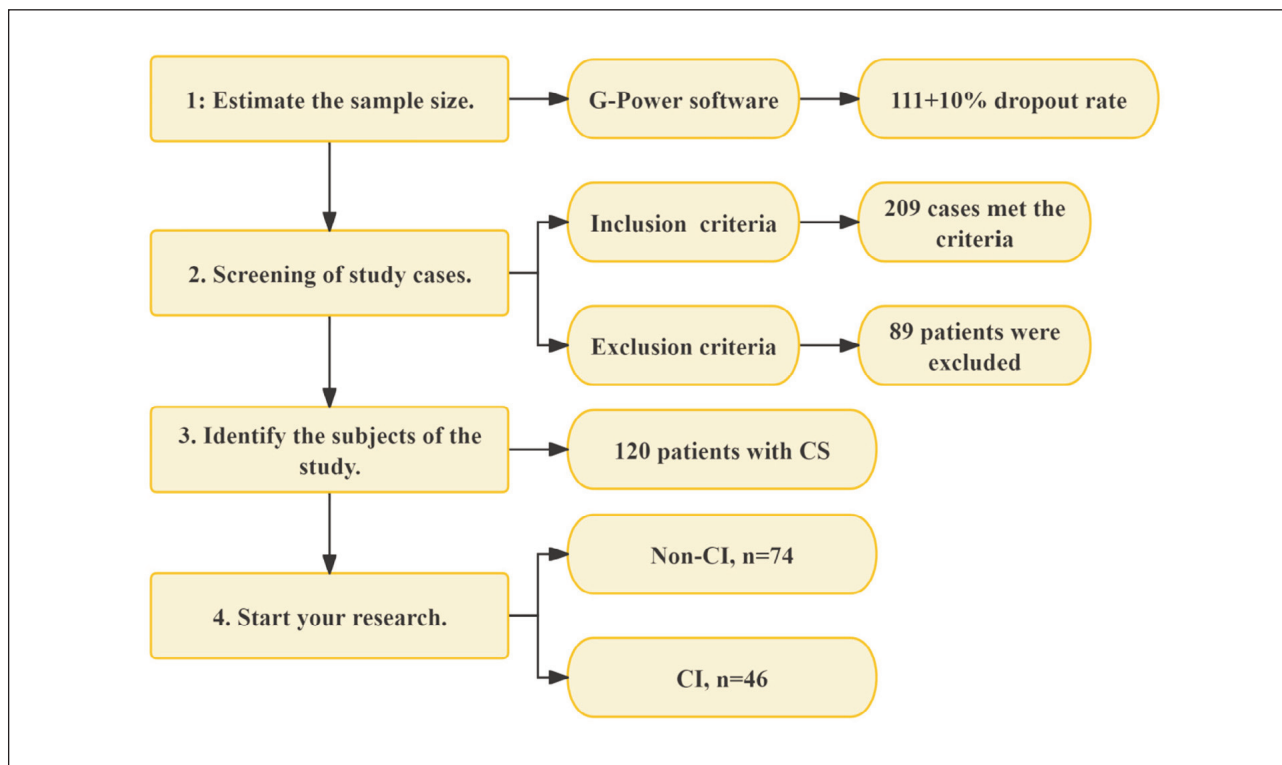 1: Estimate the sample size.
G-Power software
111+10% dropout rate
2. Screening of study cases.
Inclusion criteria
209 cases met the
criteria
Exclusion criteria
89 patients were
excluded
3. Identify the subjects of the
study.
120 patients with CS
4. Start your research.
Non-CI, n=74
CI, n=46